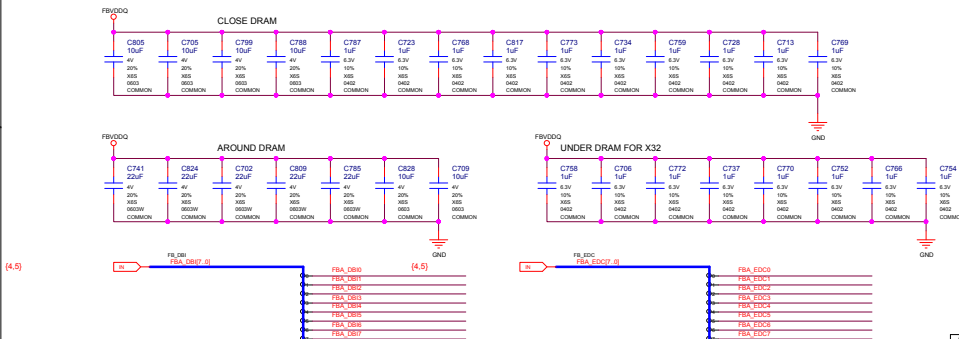 FBVDDQ
CLOSE DRAM
C805 C705 C799 C788 C787 C723 C768 C817 C773 C734 C759 C728 C713 C769
10uF 10uF 10uF 10uF 1uF 1uF 1uF 1uF 1uF 1uF 1uF 1uF 1uF 1uF
4V 4V 4V 4V 6.3V 6.3V 6.3V 6.3V 6.3V 6.3V 6.3V 6.3V 6.3V 6.3V
20% 20% 20% 20% 10% 10% 10% 10% 10% 10% 10% 10% 10% 10%
X6S X6S X6S X6S X6S X6S X6S X6S X6S X6S X6S X6S X6S X6S
0603 0603 0603 0603 0402 0402 0402 0402 0402 0402 0402 0402 0402 0402
COMMON COMMON COMMON COMMON COMMON COMMON COMMON COMMON COMMON COMMON COMMON COMMON COMMON COMMON
GND
FBVDDQ FBVDDQ
AROUND DRAM UNDER DRAM FOR X32
C741 C824 C702 C809 C785 C828 C709 C758 C706 C772 C737 C770 C752 C766 C754
22uF 22uF 22uF 22uF 22uF 10uF 10uF 1uF 1uF 1uF 1uF 1uF 1uF 1uF 1uF
4V 4V 4V 4V 4V 4V 4V 6.3V 6.3V 6.3V 6.3V 6.3V 6.3V 6.3V 6.3V
20% 20% 20% 20% 20% 20% 20% 10% 10% 10% 10% 10% 10% 10% 10%
X6S X6S X6S X6S X6S X6S X6S X6S X6S X6S X6S X6S X6S X6S X6S
0603W 0603W 0603W 0603W 0603W 0603 0603 0402 0402 0402 0402 0402 0402 0402 0402
COMMON COMMON COMMON COMMON COMMON COMMON COMMON COMMON COMMON COMMON COMMON COMMON COMMON COMMON
GND GND
FB_DBI FB_EDC
{4,5} IN FBA_DBI[7..0] {4,5} IN FBA_EDC[7..0]
FBA_DBI0 FBA_EDC0
FBA_DBI1 FBA_EDC1
FBA_DBI2 FBA_EDC2
FBA_DBI3 FBA_EDC3
FBA_DBI4 FBA_EDC4
FBA_DBI5 FBA_EDC5
FBA_DBI6 FBA_EDC6
FBA_DBI7 FBA_EDC7